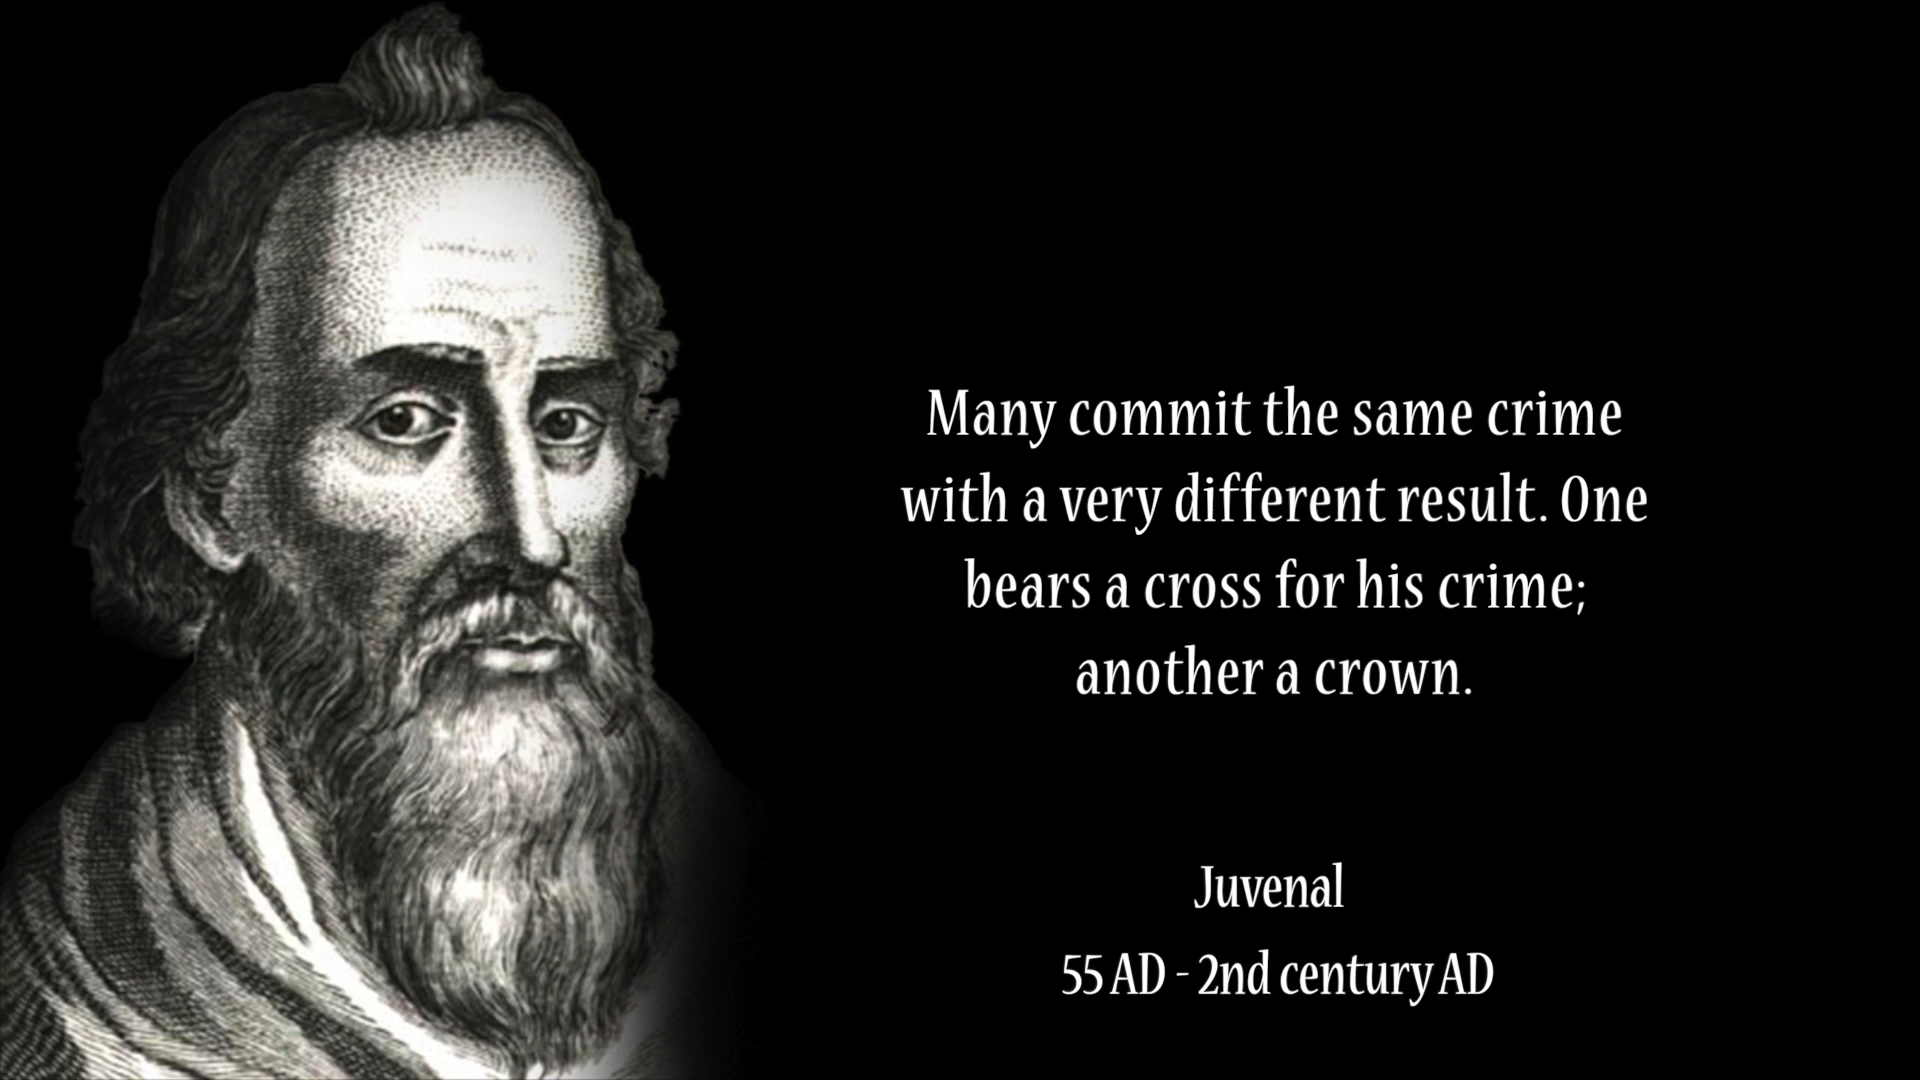 Many commit the same crime
with a very different result. One
bears a cross for his crime;
another a crown.
Juvenal
55 AD - 2nd century AD